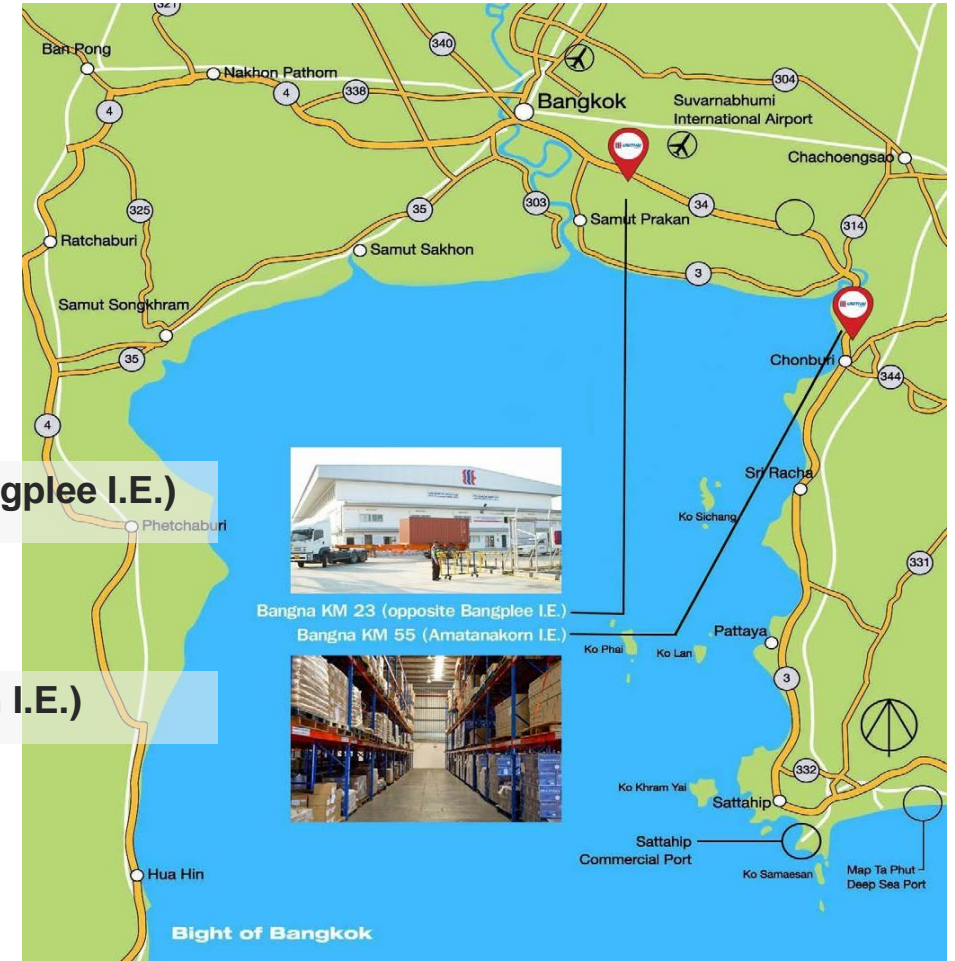 321
Ban Pong
340
Nakhon Pathom
4
338
304
Bangkok
Suvarnabhumi
International Airport
4
Chachoengsao
325
35
303
34
314
Ratchaburi
Samut Sakhon
Samut Prakan
3
Samut Songkhram
35
Chonburi
344
4
gplee I.E.)
Phetchaburi
Sri Racha
Ko Sichang
331
Bangna KM 23 (opposite Bangplee I.E.)
Bangna KM 55 (Amatanakorn I.E.)
Pattaya
Ko Phai
Ko Lan
3
I.E.)
332
Ko Khram Yai
Sattahip
Sattahip
Commercial Port
Ko Samaesan
Map Ta Phut
Deep Sea Port
Hua Hin
Bight of Bangkok